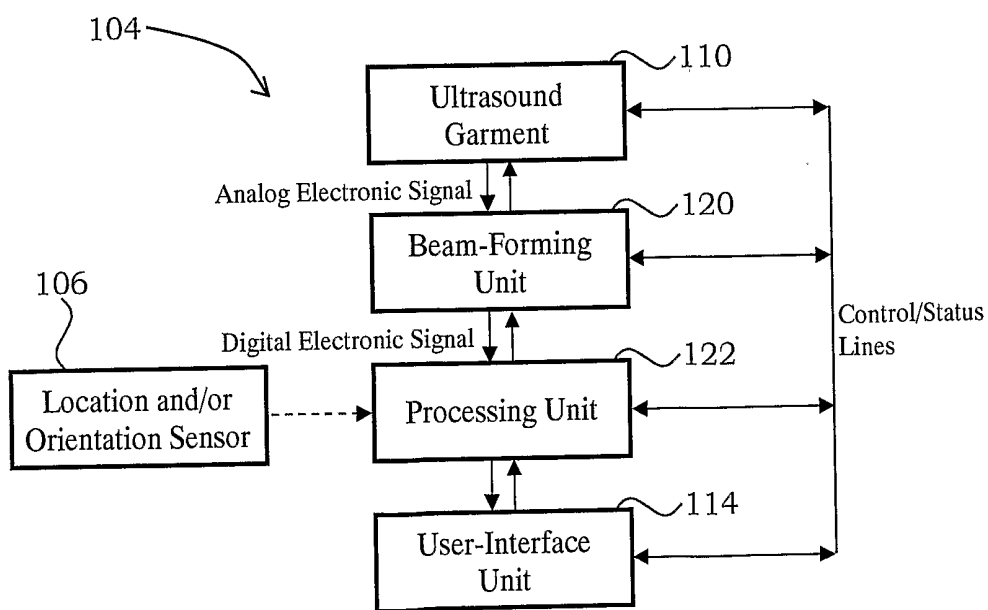 104
110
Ultrasound
Garment
Analog Electronic Signal
120
Beam-Forming
Unit
106
Digital Electronic Signal
Control/Status
Lines
122
Location and/or
Orientation Sensor
Processing Unit
114
User-Interface
Unit